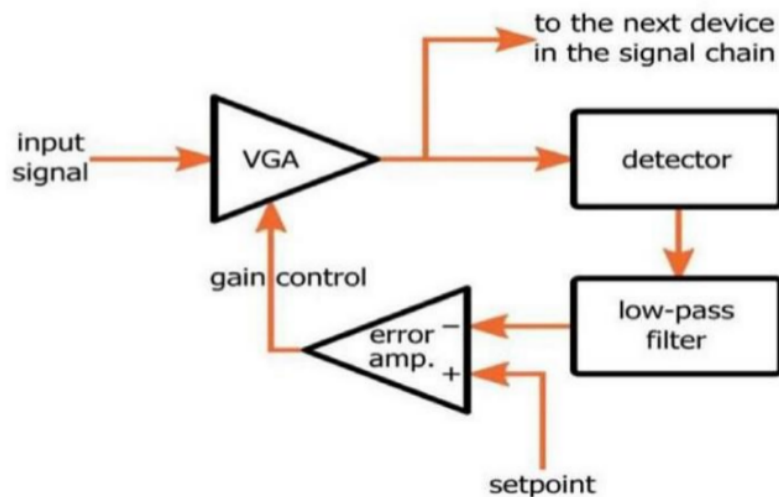 to the next device
in the signal chain
input
signal
VGA
detector
gain control
low-pass
filter
error
amp.
−
+
setpoint